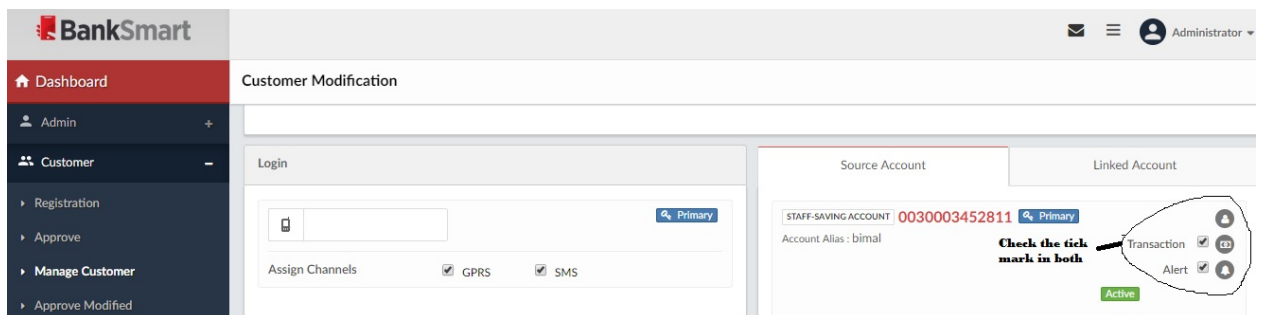 BankSmart
Administrator
Dashboard
Customer Modification
Admin
Customer
Login
Source Account
Linked Account
Registration
Primary
STAFF-SAVING ACCOUNT 0030003452811 Primary
Account Alias : bimal
Check the tick
mark in both
Transaction
Approve
Manage Customer
Assign Channels GPRS SMS
Alert
Active
Approve Modified